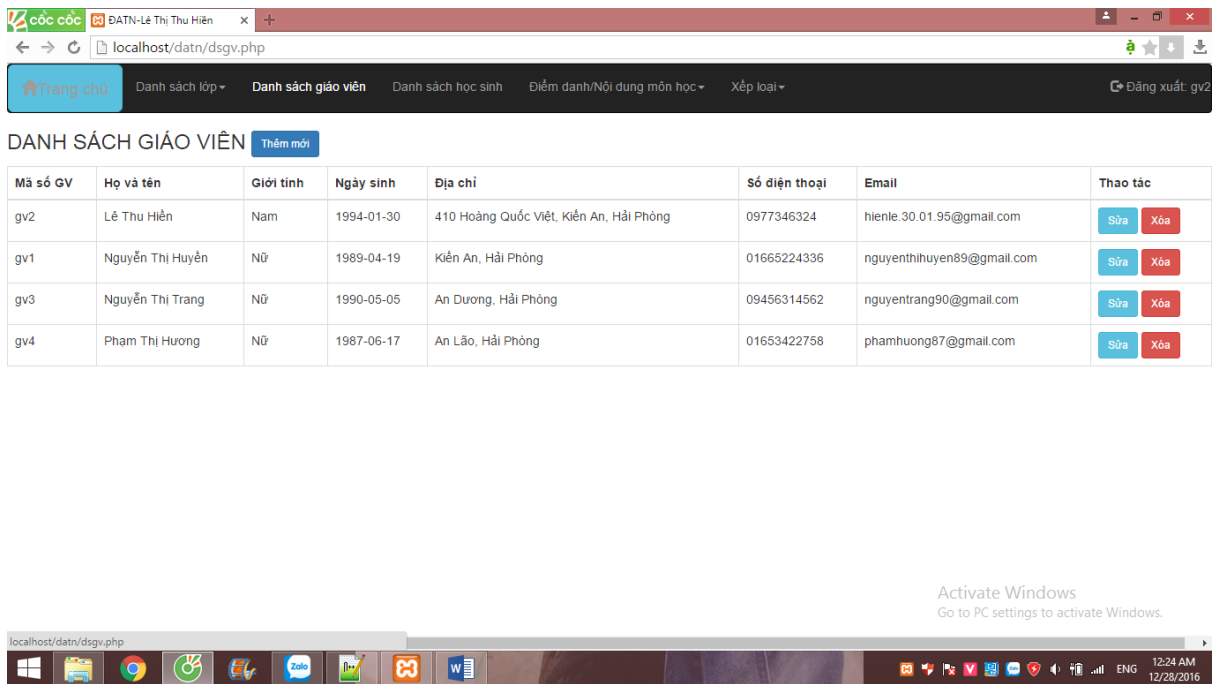 cốc cốc ĐATN-Lê Thị Thu Hiền
localhost/datn/dsgv.php
Trang chủ Danh sách lớp Danh sách giáo viên Danh sách học sinh Điểm danh/Nội dung môn học Xếp loại Đăng xuất: gv2
DANH SÁCH GIÁO VIÊN Thêm mới
Mã số GV Họ và tên Giới tính Ngày sinh Địa chỉ Số điện thoại Email Thao tác
gv2 Lê Thu Hiền Nam 1994-01-30 410 Hoàng Quốc Việt, Kiến An, Hải Phòng 0977346324 hienle.30.01.95@gmail.com Sửa Xóa
gv1 Nguyễn Thị Huyền Nữ 1989-04-19 Kiến An, Hải Phòng 01665224336 nguyenthihuyen89@gmail.com Sửa Xóa
gv3 Nguyễn Thị Trang Nữ 1990-05-05 An Dương, Hải Phòng 09456314562 nguyentrang90@gmail.com Sửa Xóa
gv4 Phạm Thị Hương Nữ 1987-06-17 An Lão, Hải Phòng 01653422758 phamhuong87@gmail.com Sửa Xóa
Activate Windows
Go to PC settings to activate Windows.
localhost/datn/dsgv.php
Zalo
ENG 12:24 AM
12/28/2016